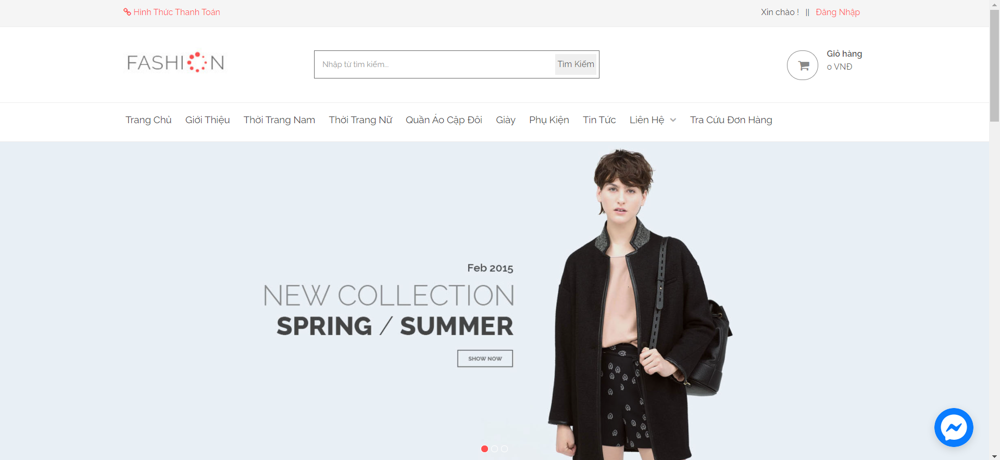 Hình Thức Thanh Toán
Xin chào ! || Đăng Nhập
FASHION
Nhập từ tìm kiếm...
Tìm Kiếm
Giỏ hàng
0 VNĐ
Trang Chủ Giới Thiệu Thời Trang Nam Thời Trang Nữ Quần Áo Cặp Đôi Giày Phụ Kiện Tin Tức Liên Hệ Tra Cứu Đơn Hàng
Feb 2015
NEW COLLECTION
SPRING / SUMMER
SHOW NOW